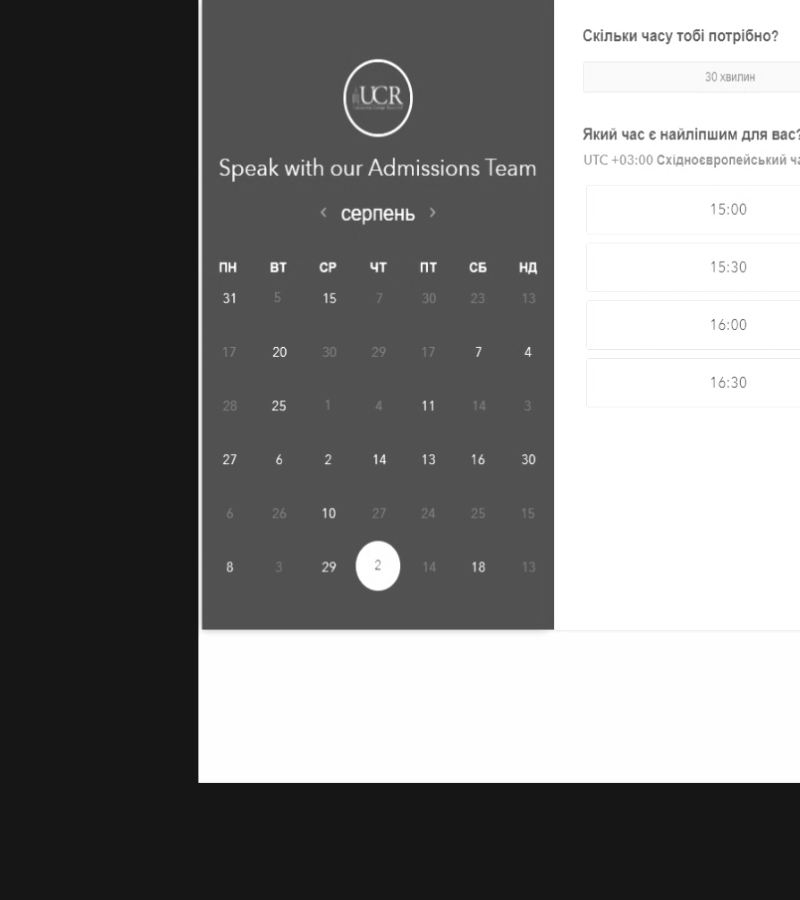 UCR
Speak with our Admissions Team
‹ серпень ›
ПН ВТ СР ЧТ ПТ СБ НД
31 5 15 7 30 23 13
17 20 30 29 17 7 4
28 25 1 4 11 14 3
27 6 2 14 13 16 30
6 26 10 27 24 25 15
8 3 29 2 14 18 13
Скільки часу тобі потрібно?
30 хвилин
Який час є найліпшим для вас?
UTC +03:00 Східноєвропейський ча
15:00
15:30
16:00
16:30